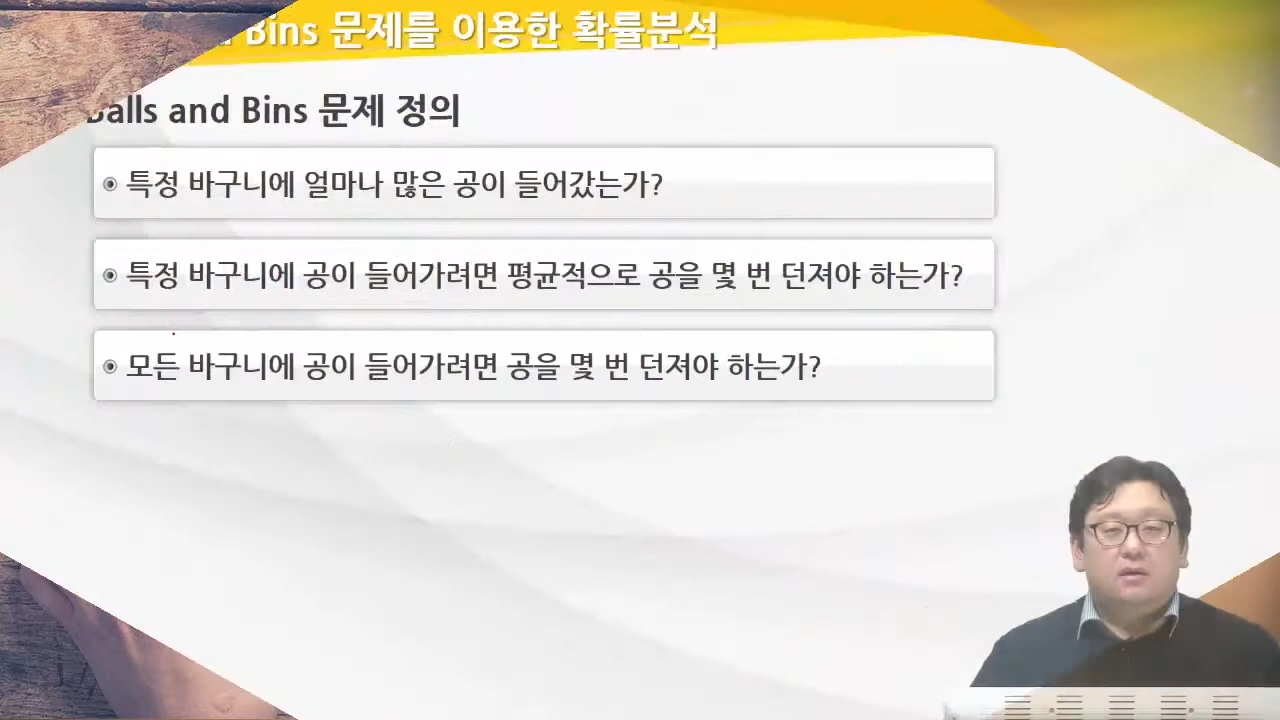 Bins 문제를 이용한 확률분석
Balls and Bins 문제 정의
특정 바구니에 얼마나 많은 공이 들어갔는가?
특정 바구니에 공이 들어가려면 평균적으로 공을 몇 번 던져야 하는가?
모든 바구니에 공이 들어가려면 공을 몇 번 던져야 하는가?